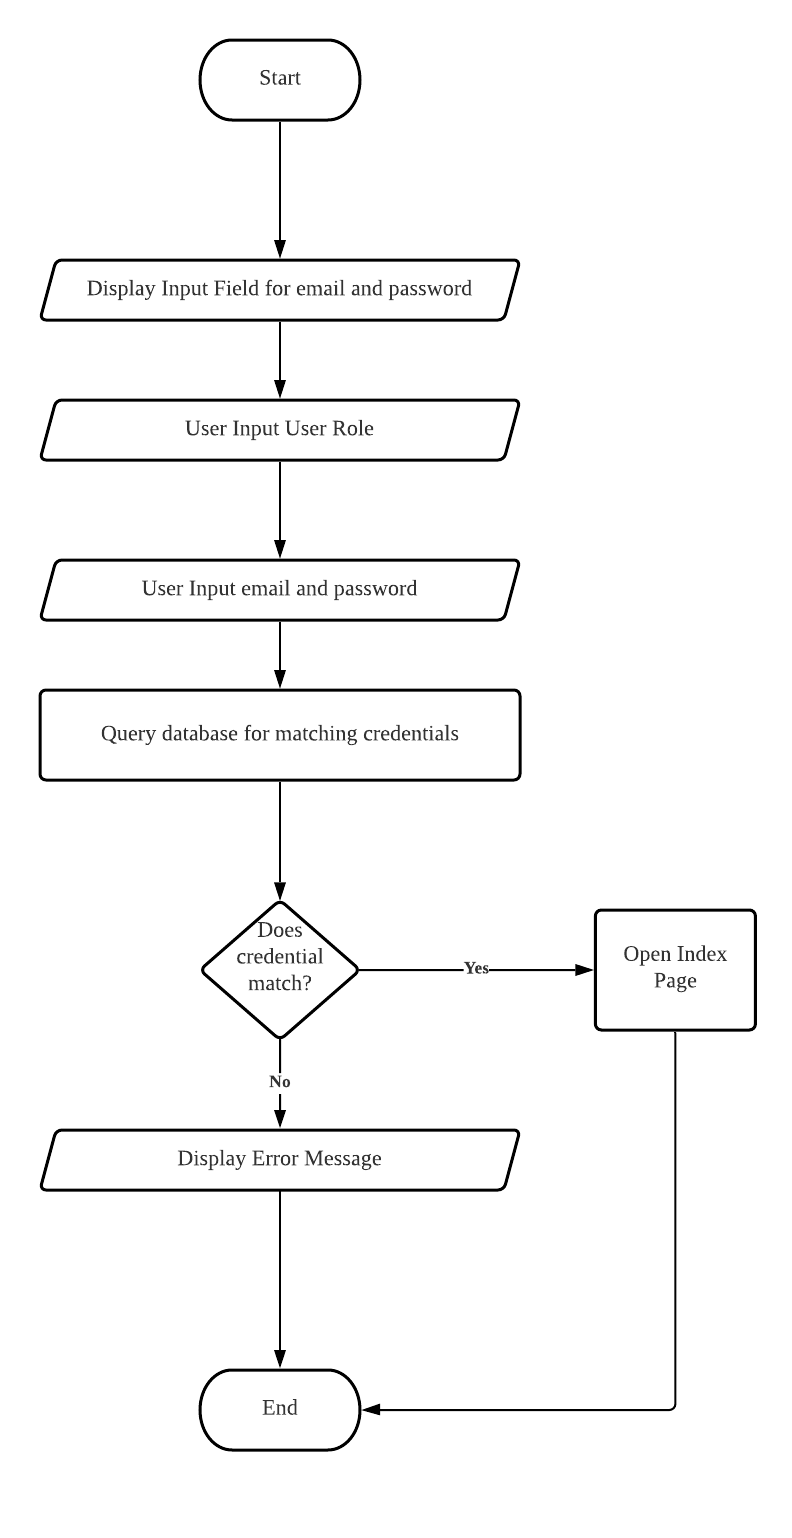 Start
Display Input Field for email and password
User Input User Role
User Input email and password
Query database for matching credentials
Does
credential
match?
Yes
Open Index
Page
No
Display Error Message
End